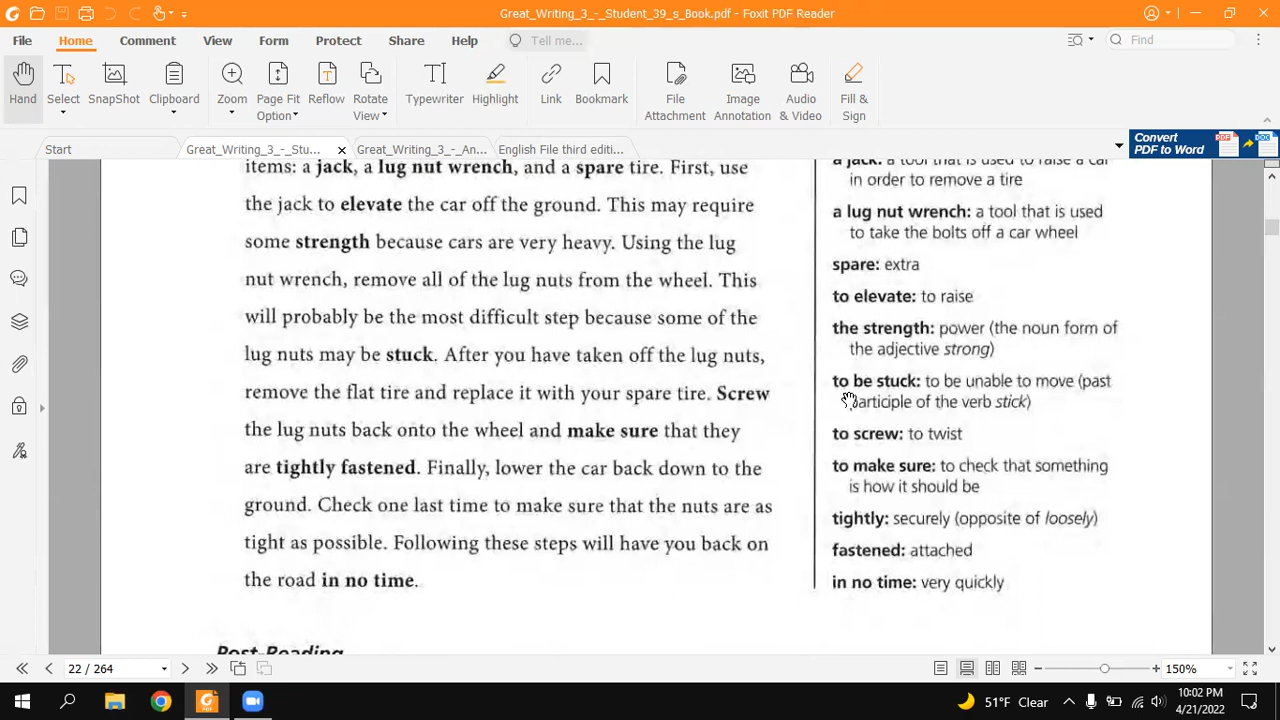 Great_Writing_3_-_Student_39_s_Book.pdf - Foxit PDF Reader
File
Home
Comment
View
Form
Protect
Share
Help
Tell me...
Find
Hand
Select
SnapShot
Clipboard
Zoom
Page Fit
Option
Reflow
Rotate
View
Typewriter
Highlight
Link
Bookmark
File
Attachment
Image
Annotation
Audio
& Video
Fill &
Sign
Start
Great_Writing_3_-_Stu...
Great_Writing_3_-_An...
English File third editi...
Convert
PDF to Word
items: a jack, a lug nut wrench, and a spare tire. First, use
the jack to elevate the car off the ground. This may require
some strength because cars are very heavy. Using the lug
nut wrench, remove all of the lug nuts from the wheel. This
will probably be the most difficult step because some of the
lug nuts may be stuck. After you have taken off the lug nuts,
remove the flat tire and replace it with your spare tire. Screw
the lug nuts back onto the wheel and make sure that they
are tightly fastened. Finally, lower the car back down to the
ground. Check one last time to make sure that the nuts are as
tight as possible. Following these steps will have you back on
the road in no time.
Post-Reading
a jack: a tool that is used to raise a car
in order to remove a tire
a lug nut wrench: a tool that is used
to take the bolts off a car wheel
spare: extra
to elevate: to raise
the strength: power (the noun form of
the adjective strong)
to be stuck: to be unable to move (past
participle of the verb stick)
to screw: to twist
to make sure: to check that something
is how it should be
tightly: securely (opposite of loosely)
fastened: attached
in no time: very quickly
22 / 264
150%
51°F Clear
10:02 PM
4/21/2022